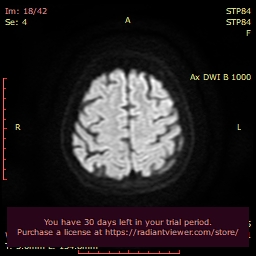 Im: 18/42
STP84
Se: 4
STP84
F
A
Ax DWI B 1000
R
L
You have 30 days left in your trial period.
Purchase a license at https://radiantviewer.com/store/